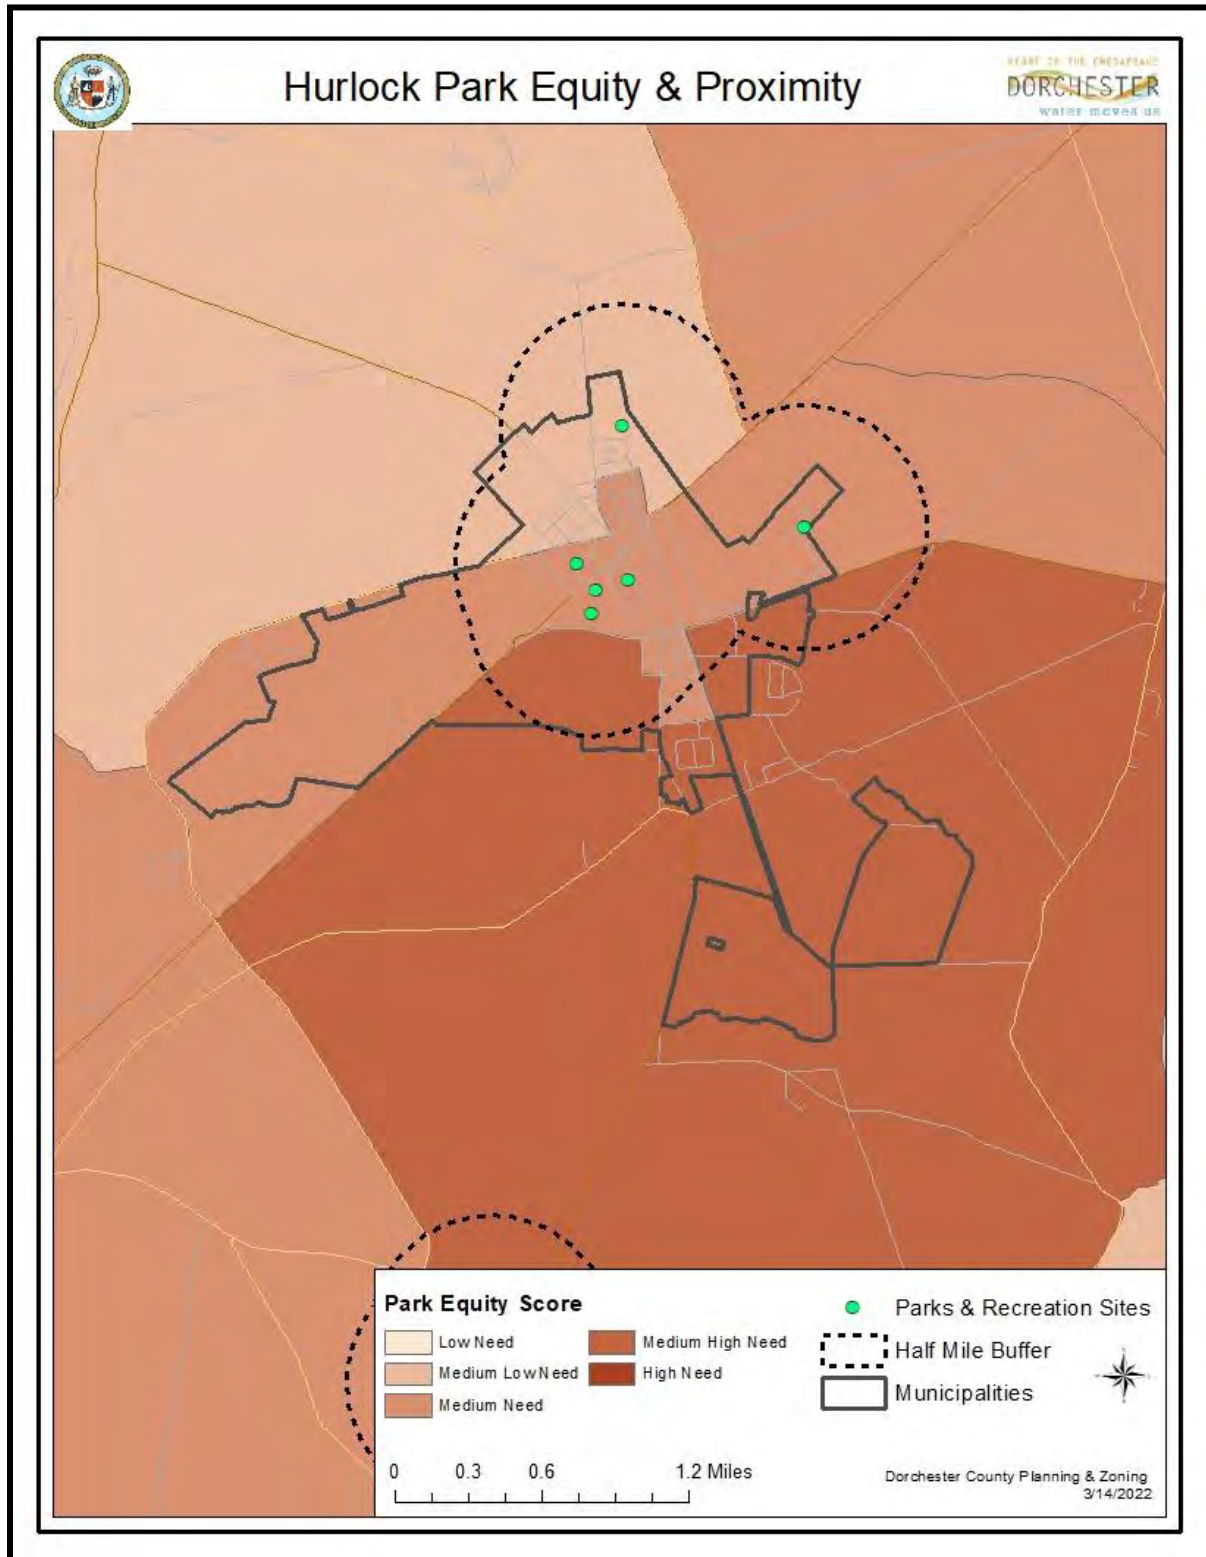 Hurlock Park Equity & Proximity
HEART OF THE CHESAPEAKE
DORCHESTER
water moves us
Park Equity Score
Low Need
Medium Low Need
Medium Need
Medium High Need
High Need
Parks & Recreation Sites
Half Mile Buffer
Municipalities
0 0.3 0.6 1.2 Miles
Dorchester County Planning & Zoning
3/14/2022